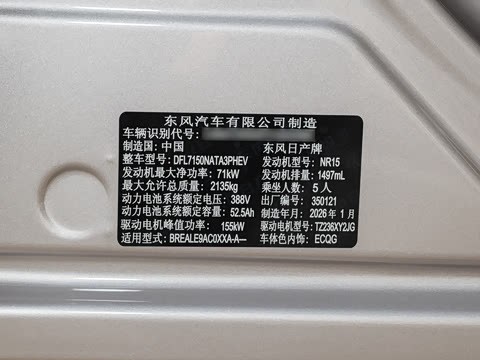 东风汽车有限公司制造
车辆识别代号:
制造国: 中国 东风日产牌
整车型号: DFL7150NATA3PHEV 发动机型号: NR15
发动机最大净功率: 71kW 发动机排量: 1497mL
最大允许总质量: 2135kg 乘坐人数: 5 人
动力电池系统额定电压: 388V 出厂编号: 350121
动力电池系统额定容量: 52.5Ah 制造年月: 2026 年 1 月
驱动电机峰值功率: 155kW 驱动电机型号: TZ236XY2JG
适用型号: BREALE9AC0XXA-A— 车体色内饰: ECQG